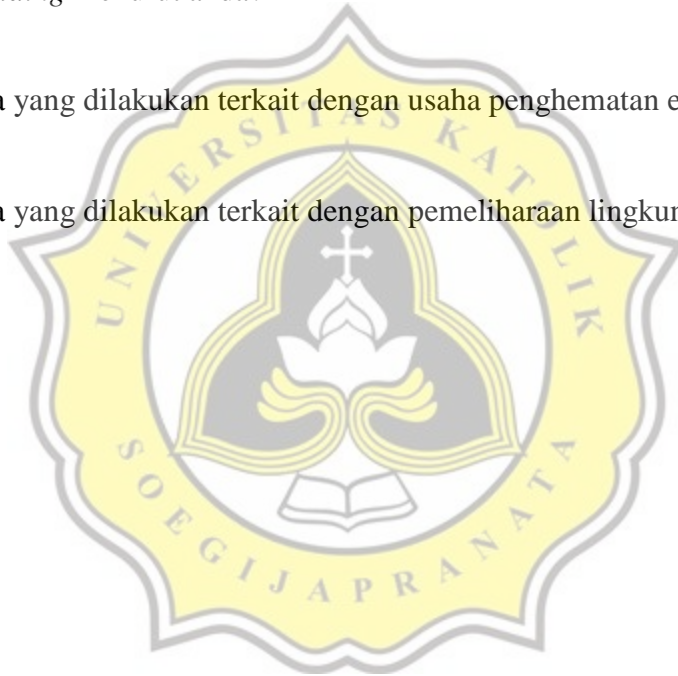 a yang dilakukan terkait dengan usaha penghematan e
a yang dilakukan terkait dengan pemeliharaan lingkun
UNIVERSITAS KATOLIK
SOEGIJAPRANATA